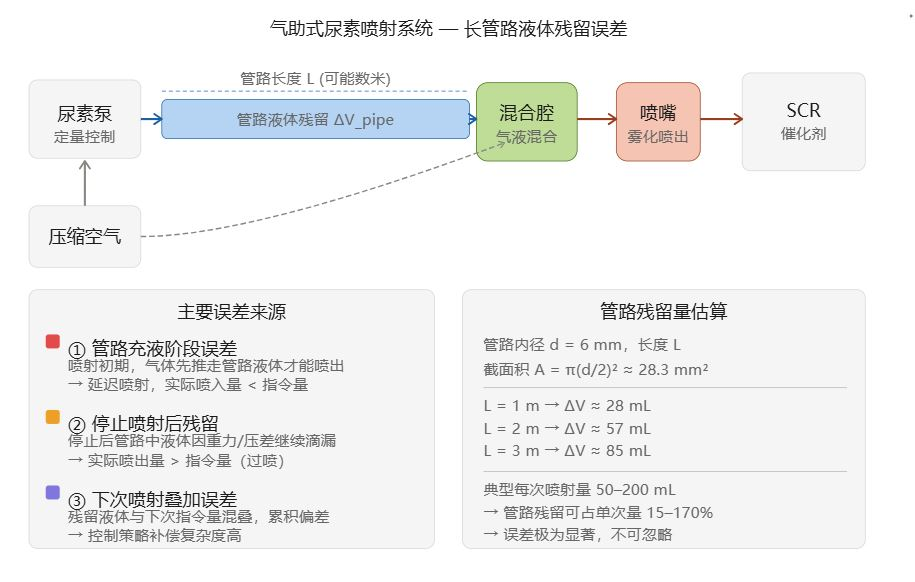 气助式尿素喷射系统 — 长管路液体残留误差
管路长度 L (可能数米)
尿素泵
定量控制
管路液体残留 ΔV_pipe
混合腔
气液混合
喷嘴
雾化喷出
SCR
催化剂
压缩空气
主要误差来源
① 管路充液阶段误差
喷射初期，气体先推走管路液体才能喷出
→ 延迟喷射，实际喷入量 < 指令量
② 停止喷射后残留
停止后管路中液体因重力/压差继续滴漏
→ 实际喷出量 > 指令量（过喷）
③ 下次喷射叠加误差
残留液体与下次指令量混叠，累积偏差
→ 控制策略补偿复杂度高
管路残留量估算
管路内径 d = 6 mm，长度 L
截面积 A = π(d/2)² ≈ 28.3 mm²
L = 1 m → ΔV ≈ 28 mL
L = 2 m → ΔV ≈ 57 mL
L = 3 m → ΔV ≈ 85 mL
典型每次喷射量 50–200 mL
→ 管路残留可占单次量 15–170%
→ 误差极为显著，不可忽略